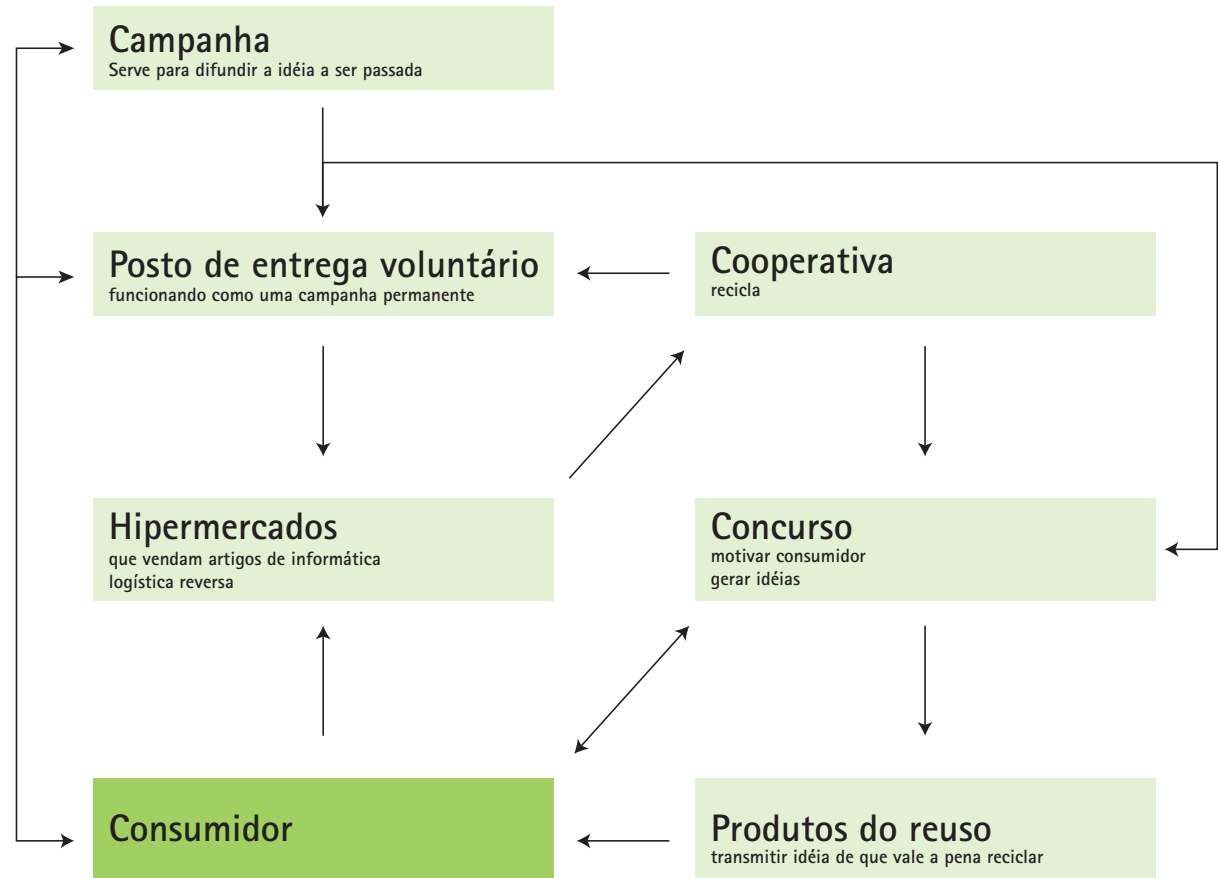 Campanha
Serve para difundir a idéia a ser passada
Posto de entrega voluntário
funcionando como uma campanha permanente
Cooperativa
recicla
Hipermercados
que vendam artigos de informática
logística reversa
Concurso
motivar consumidor
gerar idéias
Consumidor
Produtos do reuso
transmitir idéia de que vale a pena reciclar